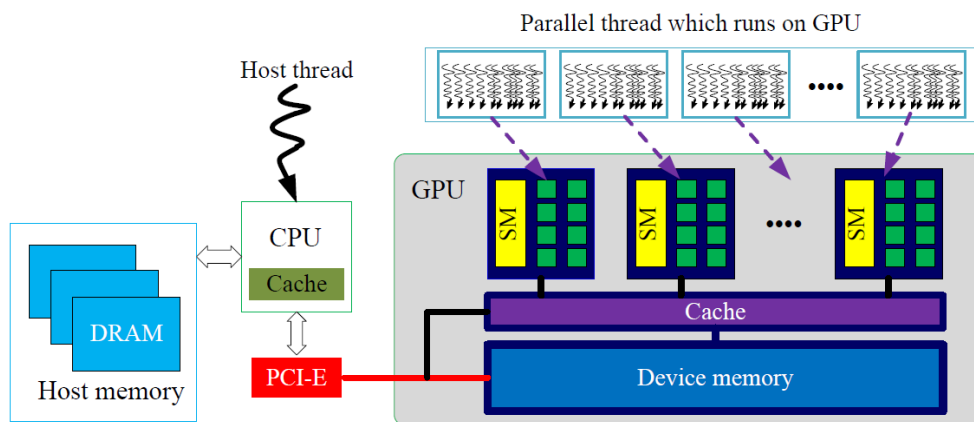 Parallel thread which runs on GPU
Host thread
GPU
SM
SM
SM
CPU
Cache
DRAM
Host memory
PCI-E
Cache
Device memory